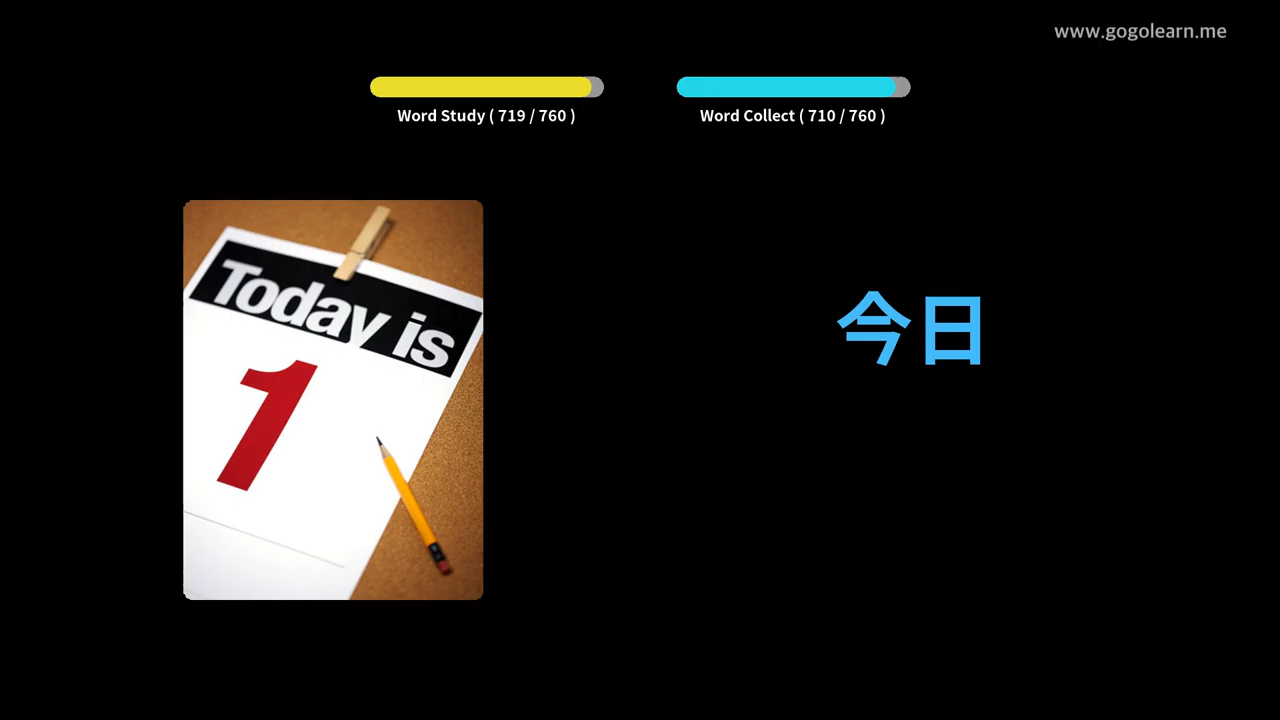 www.gogolearn.me
Word Study ( 719 / 760 )
Word Collect ( 710 / 760 )
Today is
1
今日